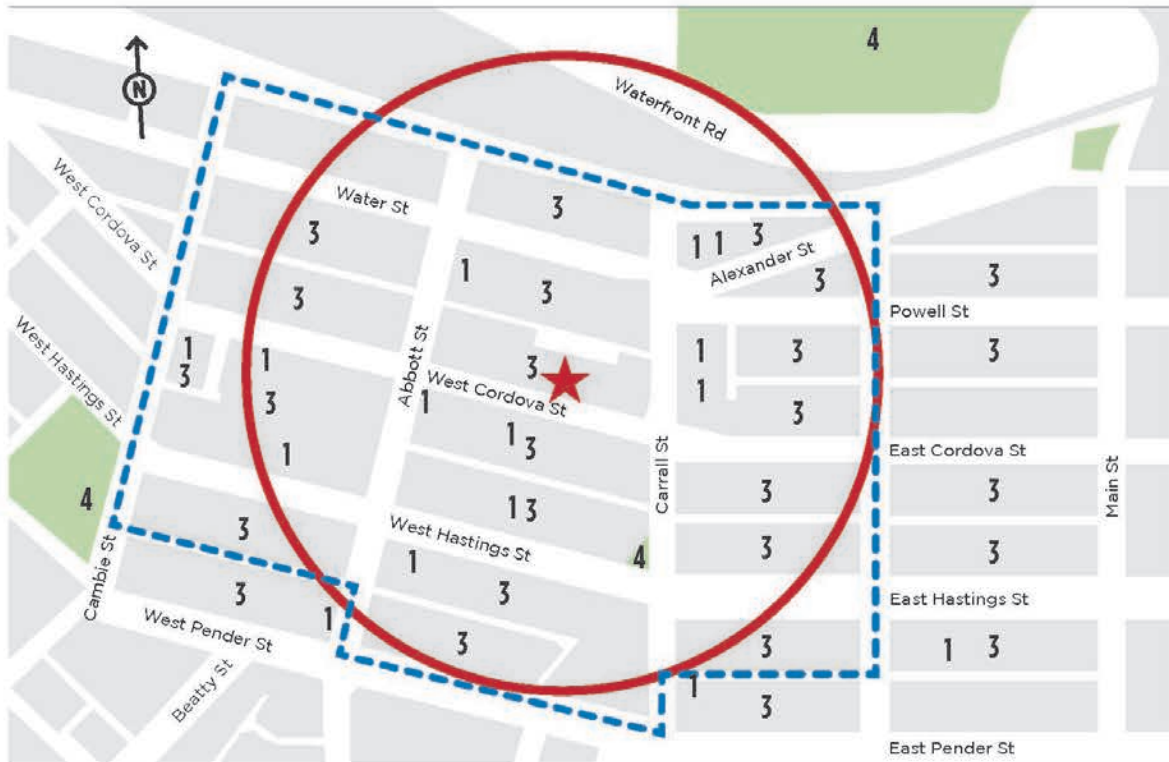 4
Waterfront Rd
N
West Cordova St
Water St
3
3
1 1 3
Alexander St
3
3
1
3
3
Powell St
West Hastings St
1
3
1
3
1
Abbott St
3
West Cordova St
1
1
3
3
1
3
1 3
1
3
East Cordova St
Carrall St
Main St
4
3
1 3
3
3
West Hastings St
4
3
3
Cambie St
3
1
3
East Hastings St
West Pender St
1
3
3
1 3
Beatty St
1
3
East Pender St